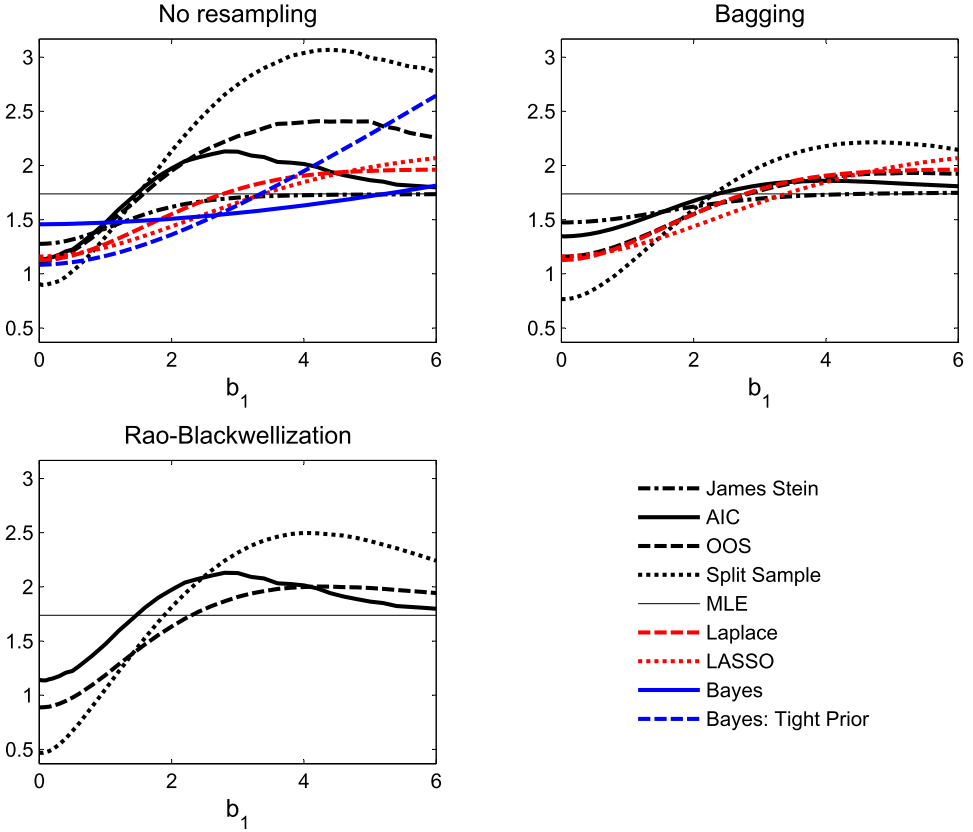 No resampling
3
2.5
2
1.5
1
0.5
0 2 4 6
b1
Bagging
3
2.5
2
1.5
1
0.5
0 2 4 6
b1
Rao-Blackwellization
3
2.5
2
1.5
1
0.5
0 2 4 6
b1
James Stein
AIC
OOS
Split Sample
MLE
Laplace
LASSO
Bayes
Bayes: Tight Prior